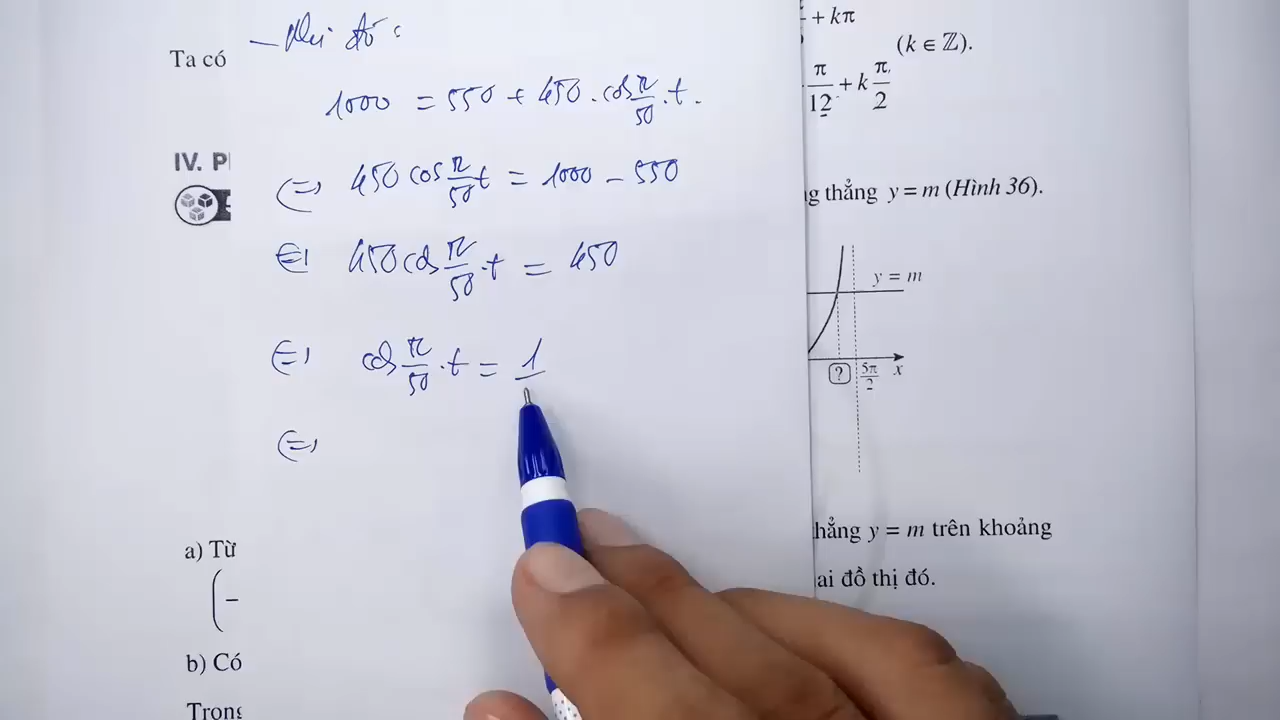 – Khi đó :
Ta có
1000 = 550 + 450 . cos π/50 . t .
⇔ 450 cos π/50 t = 1000 – 550
⇔ 450 cos π/50 . t = 450
⇔ cos π/50 . t = 1
⇔
IV. P
a) Từ
(–
b) Có
Trong
+ kπ
(k ∈ ℤ).
π/12 + k π/2
g thẳng y = m (Hình 36).
y = m
? 5π/2 x
hẳng y = m trên khoảng
ai đồ thị đó.